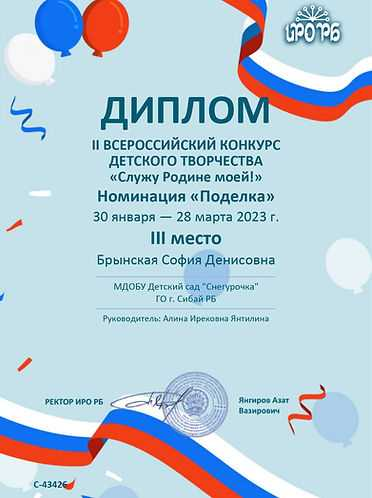 ИРО РБ
ДИПЛОМ
II ВСЕРОССИЙСКИЙ КОНКУРС
ДЕТСКОГО ТВОРЧЕСТВА
«Служу Родине моей!»
Номинация «Поделка»
30 января — 28 марта 2023 г.
III место
Брынская София Денисовна
МДОБУ Детский сад "Снегурочка"
ГО г. Сибай РБ
Руководитель: Алина Ирековна Янтилина
РЕКТОР ИРО РБ
Янгиров Азат
Вазирович
С-43426